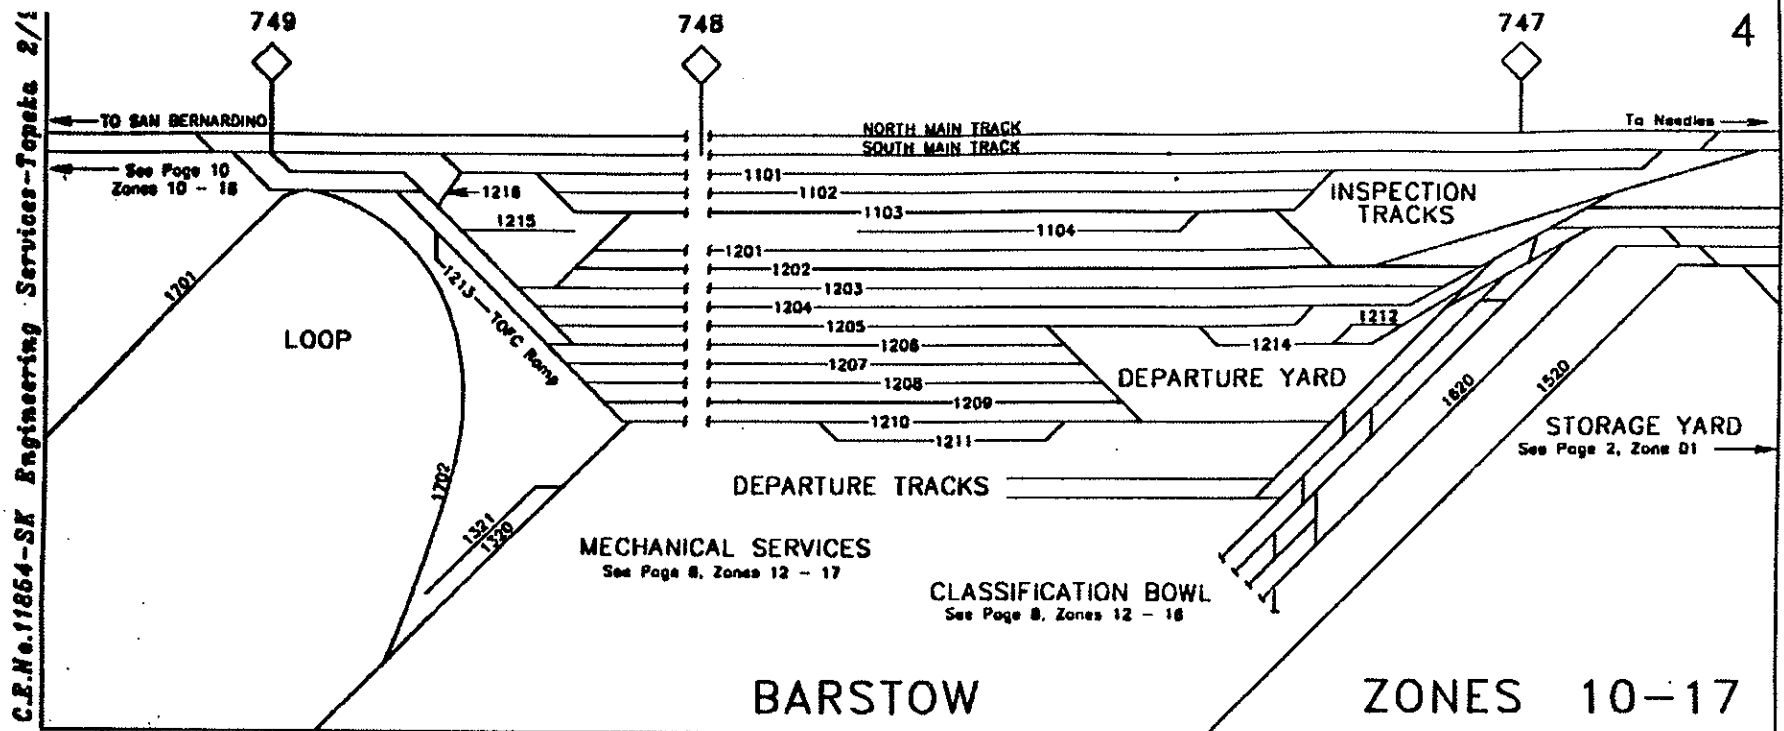 749
748
747
4
C.E.No.11854-SK Engineering Services-Topeka 2/
TO SAN BERNARDINO
NORTH MAIN TRACK
To Needles
SOUTH MAIN TRACK
See Page 10
Zones 10 - 16
1101
1216
1102
INSPECTION
TRACKS
1103
1215
1104
1201
1202
1701
1213
TOFC Ramp
1203
1204
1205
1212
LOOP
1206
1214
1207
1208
DEPARTURE YARD
1209
1620
1520
1210
1211
STORAGE YARD
See Page 2, Zone D1
1702
DEPARTURE TRACKS
1321
1320
MECHANICAL SERVICES
See Page 8, Zones 12 - 17
CLASSIFICATION BOWL
See Page 8, Zones 12 - 16
BARSTOW
ZONES 10-17